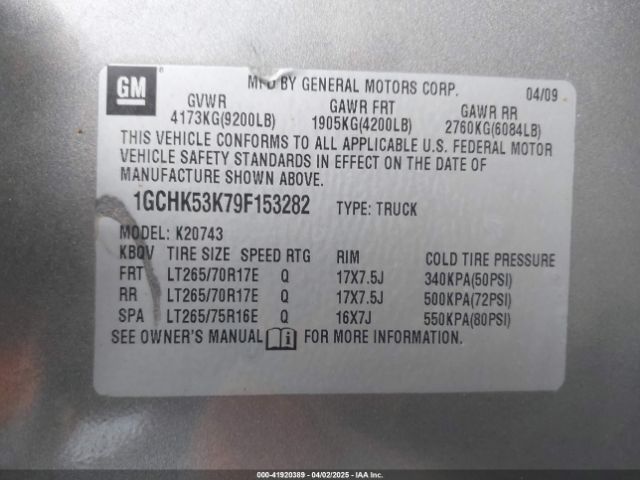 GM
®
MFD BY GENERAL MOTORS CORP. 04/09
GVWR GAWR FRT GAWR RR
4173KG(9200LB) 1905KG(4200LB) 2760KG(6084LB)
THIS VEHICLE CONFORMS TO ALL APPLICABLE U.S. FEDERAL MOTOR
VEHICLE SAFETY STANDARDS IN EFFECT ON THE DATE OF
MANUFACTURE SHOWN ABOVE.
1GCHK53K79F153282 TYPE: TRUCK
MODEL: K20743
KBQV TIRE SIZE SPEED RTG RIM COLD TIRE PRESSURE
FRT LT265/70R17E Q 17X7.5J 340KPA(50PSI)
RR LT265/70R17E Q 17X7.5J 500KPA(72PSI)
SPA LT265/75R16E Q 16X7J 550KPA(80PSI)
SEE OWNER'S MANUAL i FOR MORE INFORMATION.
000-41920389 - 04/02/2025 - IAA Inc.